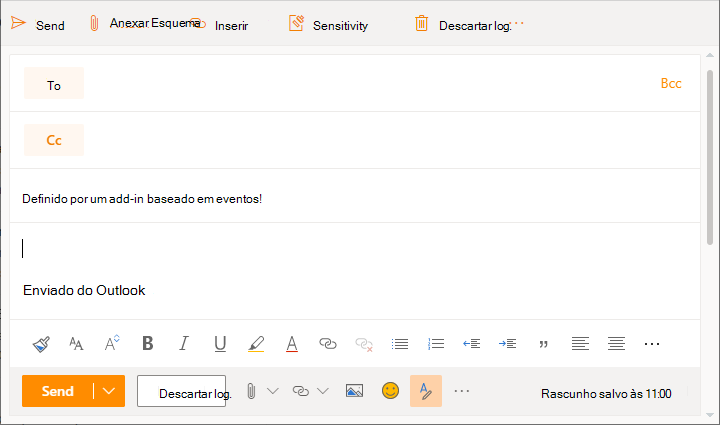 Send Anexar Esquema Inserir Sensitivity Descartar log. ...
To Bcc
Cc
Definido por um add-in baseado em eventos!
Enviado do Outlook
Send Descartar log. Rascunho salvo às 11:00